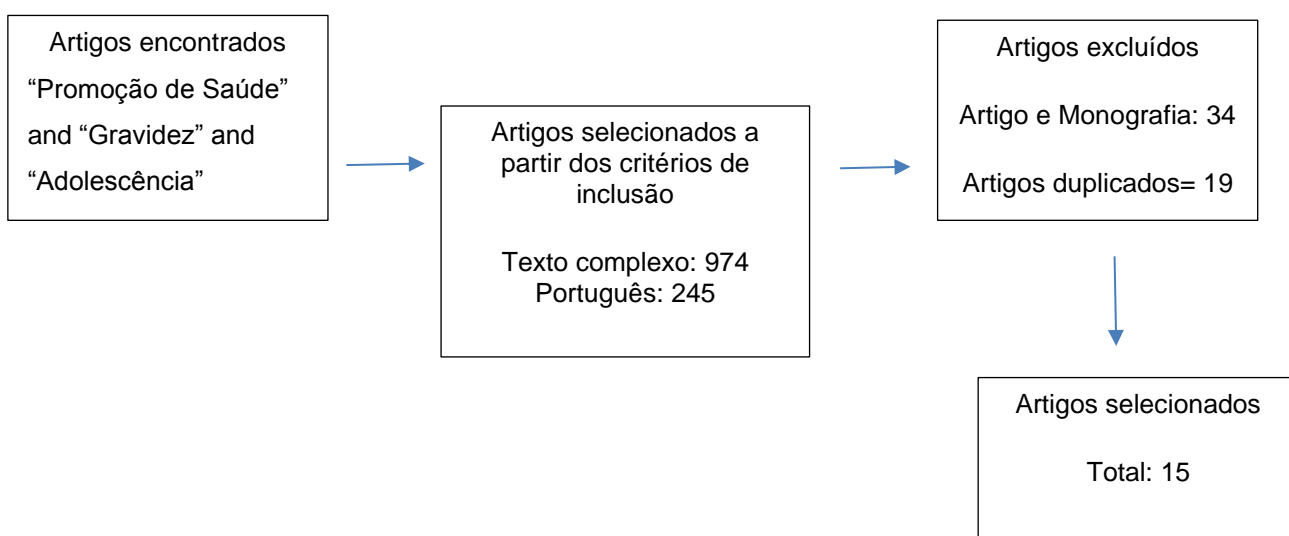 Artigos encontrados
“Promoção de Saúde”
and “Gravidez” and
“Adolescência”
Artigos selecionados a
partir dos critérios de
inclusão
Texto complexo: 974
Português: 245
Artigos excluídos
Artigo e Monografia: 34
Artigos duplicados= 19
Artigos selecionados
Total: 15